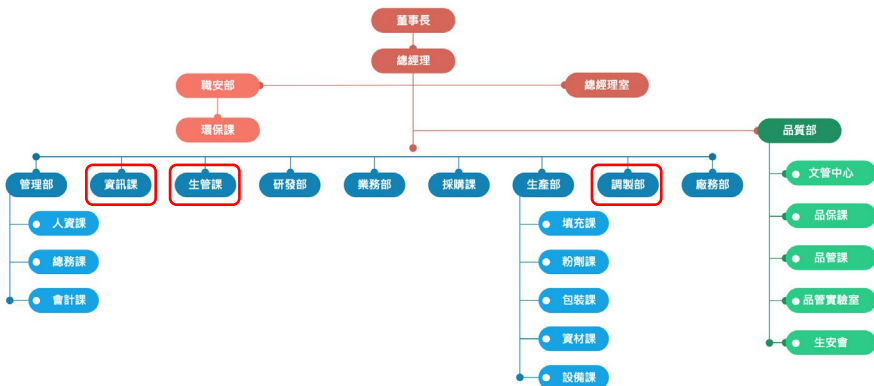 董事長
總經理
職安部
總經理室
環保課
品質部
管理部
資訊課
生管課
研發部
業務部
採購課
生產部
調製部
廠務部
人資課
總務課
會計課
填充課
粉劑課
包裝課
資材課
設備課
文管中心
品保課
品管課
品管實驗室
生安會